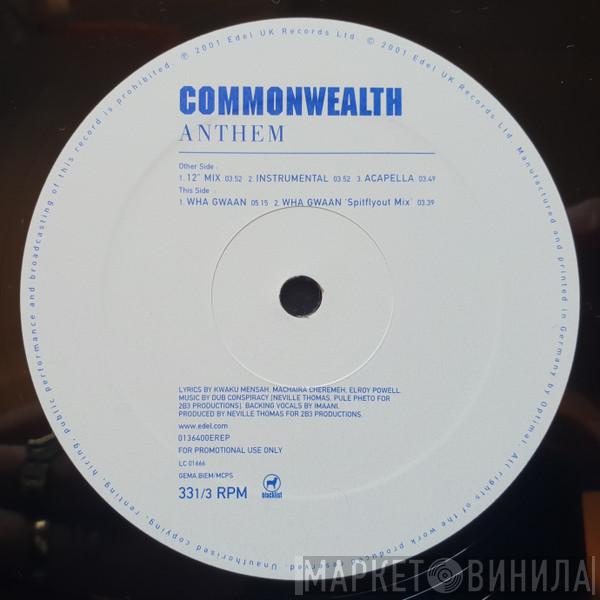 COMMONWEALTH
ANTHEM
Other Side :
1. 12" MIX 03.52 2. INSTRUMENTAL 03.52 3. ACAPELLA 03.49
This Side :
1. WHA GWAAN 05.15 2. WHA GWAAN 'Spitflyout Mix' 03.39
LYRICS BY KWAKU MENSAH, MACHAIRA CHEREMEH, ELROY POWELL.
MUSIC BY DUB CONSPIRACY (NEVILLE THOMAS, PULE PHETO FOR
2B3 PRODUCTIONS). BACKING VOCALS BY IMAANI.
PRODUCED BY NEVILLE THOMAS FOR 2B3 PRODUCTIONS.
www.edel.com
0136400EREP
FOR PROMOTIONAL USE ONLY
LC 01666
GEMA.BIEM/MCPS
331/3 RPM
blacklist
℗ 2001 Edel UK Records Ltd. © 2001 Edel UK Records Ltd. Manufactured and printed in Germany by Optimal. All rights of the work produced reserved. Unauthorised copying, renting, hiring, public performance and broadcasting of this record is prohibited.
МАРКЕТ ВИНИЛА